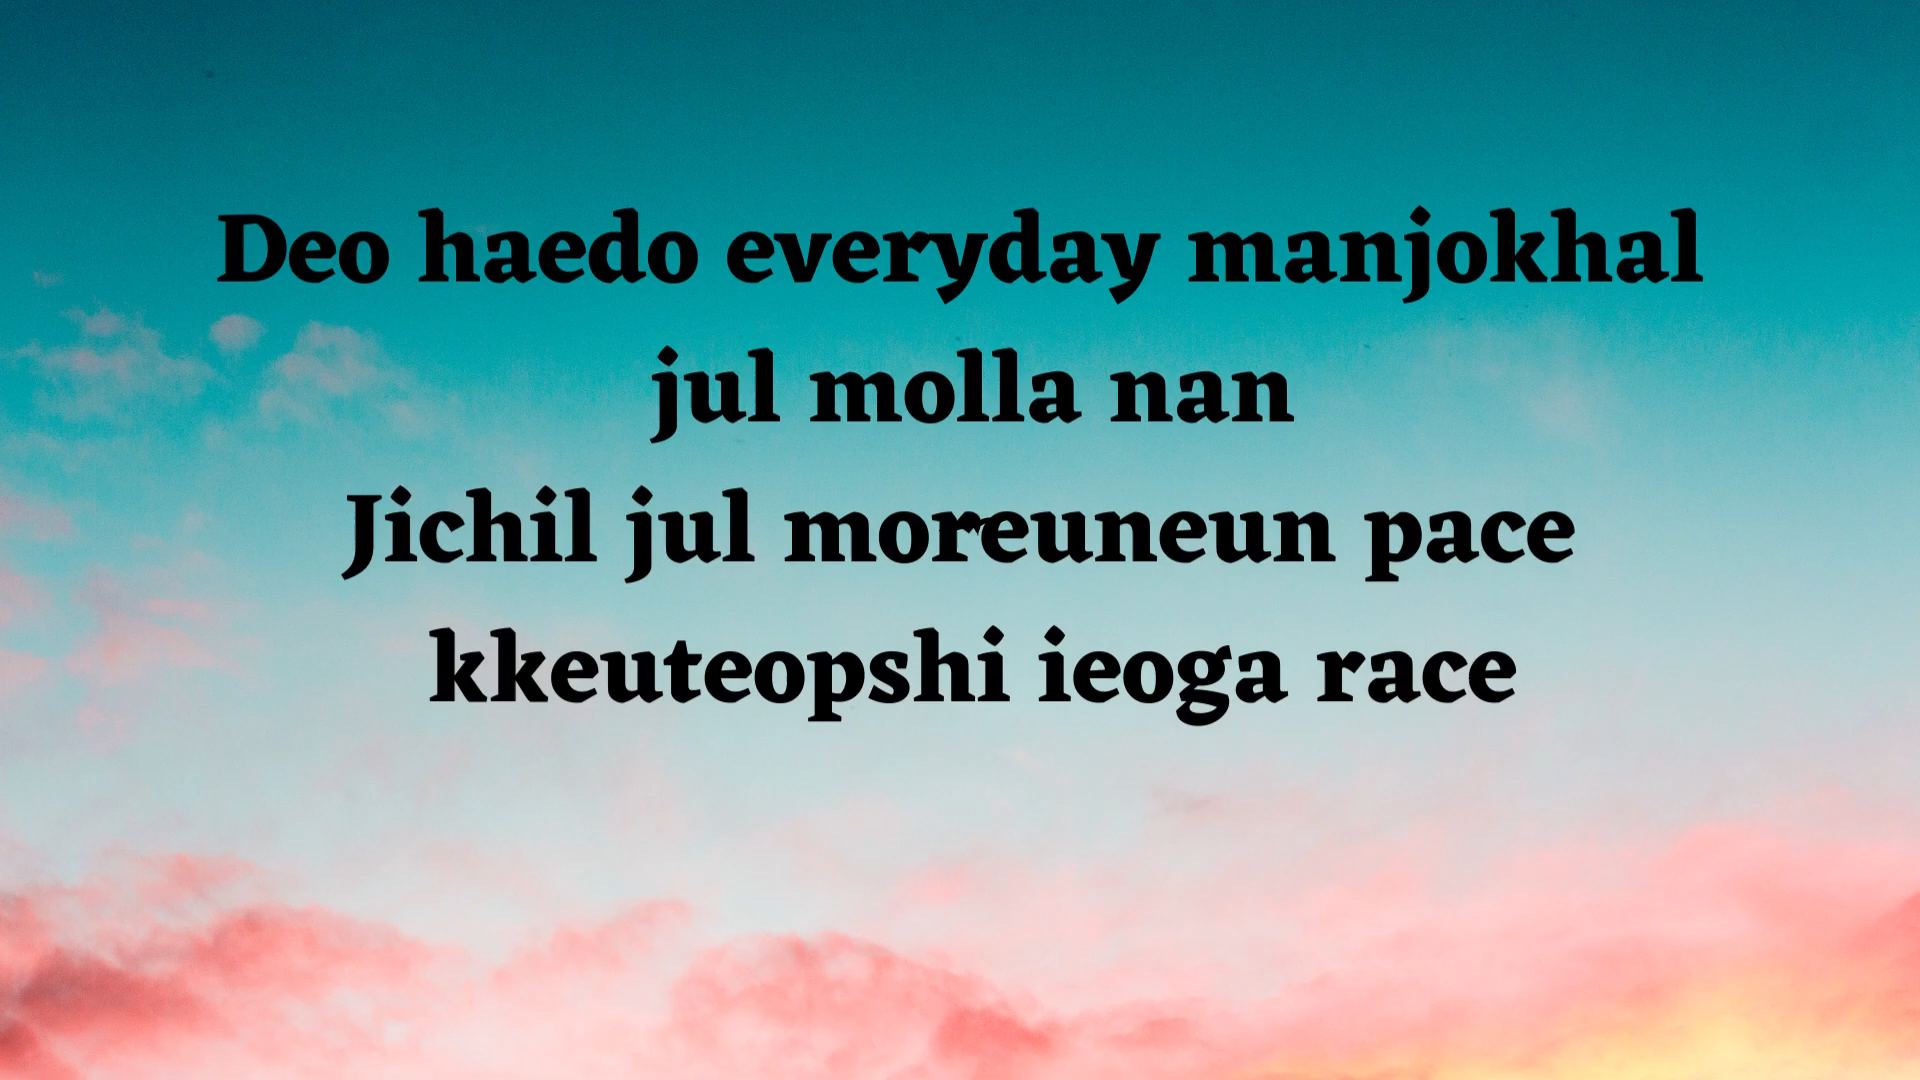 Deo haedo everyday manjokhal
jul molla nan
Jichil jul moreuneun pace
kkeuteopshi ieoga race